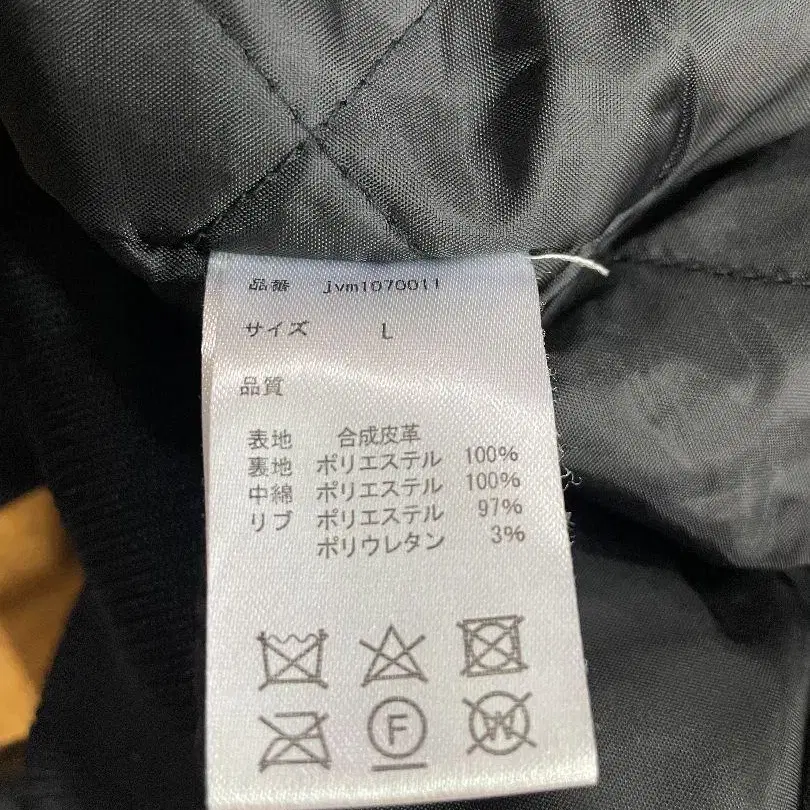 品番 jvm1070011
サイズ L
品質
表地 合成皮革
裏地 ポリエステル 100%
中綿 ポリエステル 100%
リブ ポリエステル 97%
ポリウレタン 3%
F
W